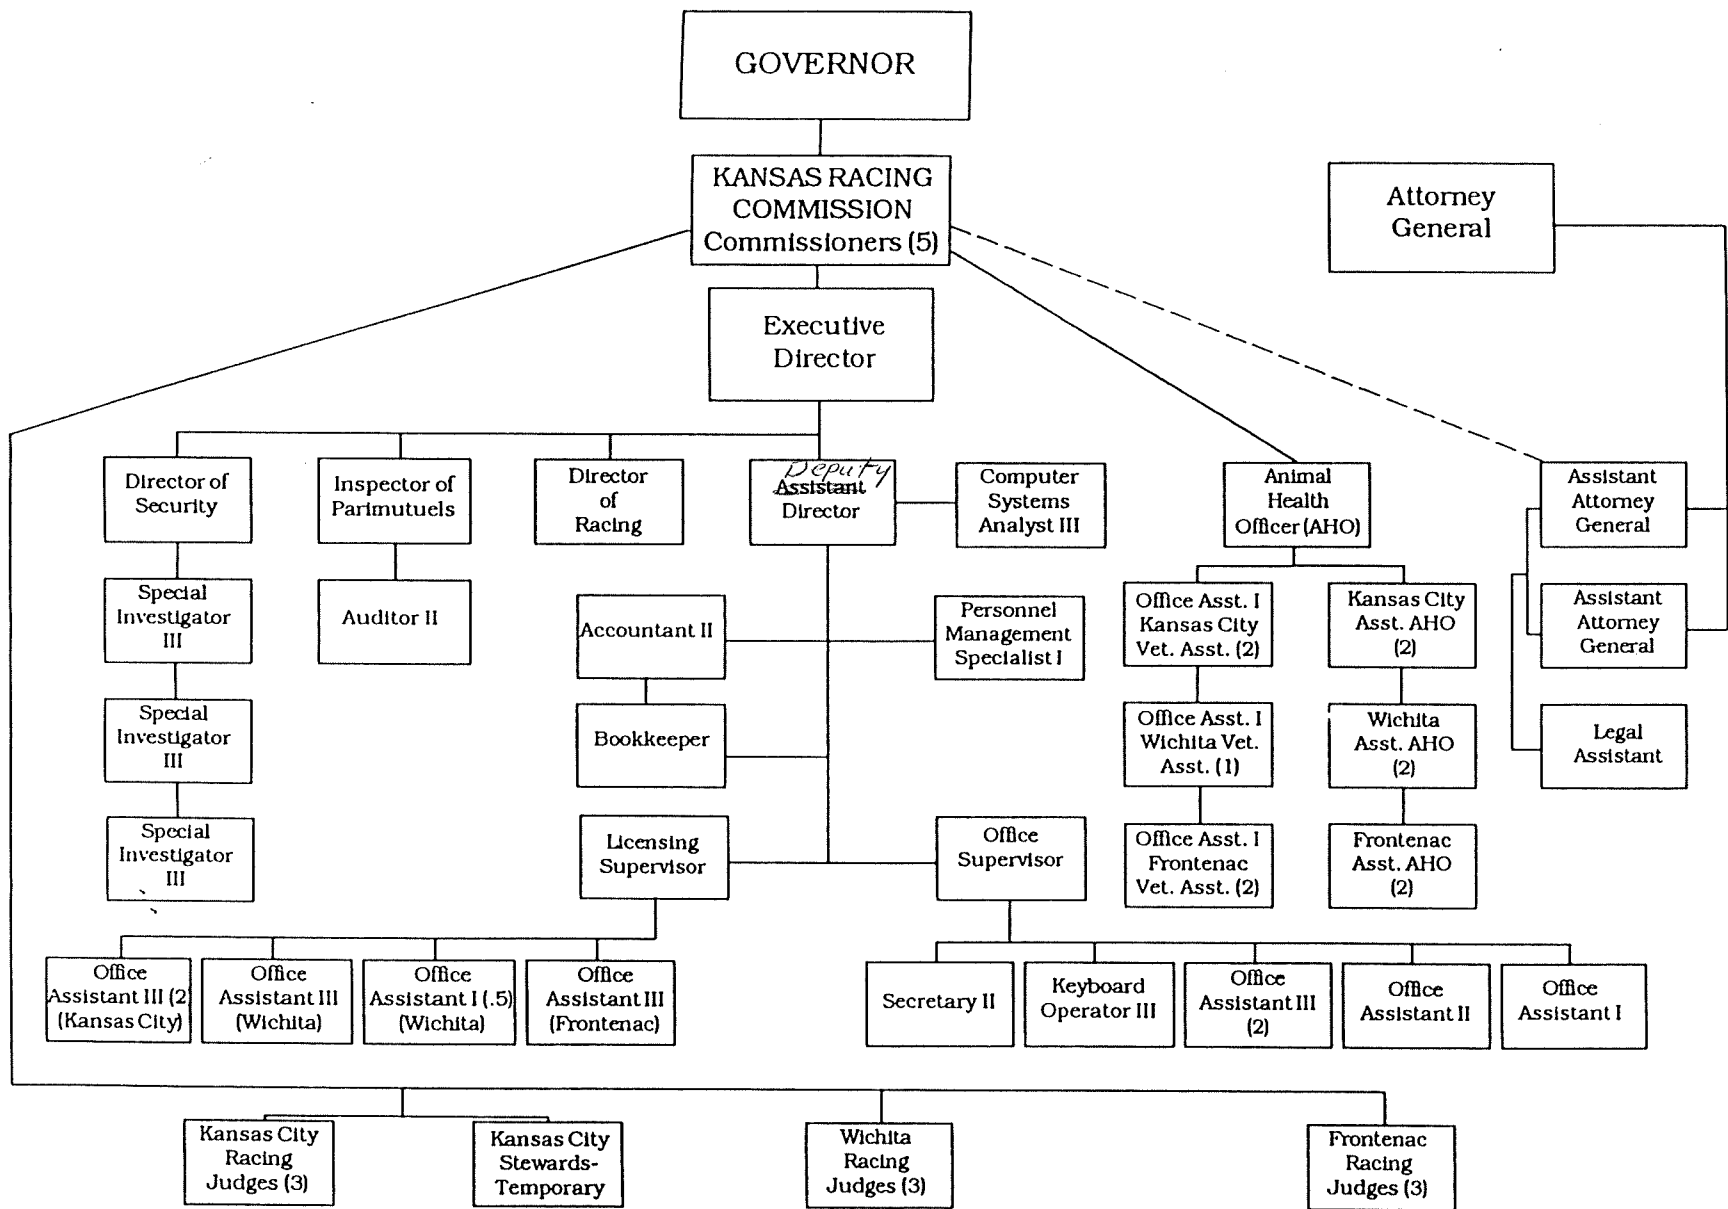 GOVERNOR
KANSAS RACING
COMMISSION
Commissioners (5)
Attorney
General
Executive
Director
Director of
Security
Inspector of
Parimutuels
Director
of
Racing
Deputy
Assistant
Director
Computer
Systems
Analyst III
Animal
Health
Officer (AHO)
Assistant
Attorney
General
Special
Investigator
III
Auditor II
Accountant II
Personnel
Management
Specialist I
Office Asst. I
Kansas City
Vet. Asst. (2)
Kansas City
Asst. AHO
(2)
Assistant
Attorney
General
Special
Investigator
III
Bookkeeper
Office Asst. I
Wichita Vet.
Asst. (1)
Wichita
Asst. AHO
(2)
Legal
Assistant
Special
Investigator
III
Licensing
Supervisor
Office
Supervisor
Office Asst. I
Frontenac
Vet. Asst. (2)
Frontenac
Asst. AHO
(2)
Office
Assistant III (2)
(Kansas City)
Office
Assistant III
(Wichita)
Office
Assistant I (.5)
(Wichita)
Office
Assistant III
(Frontenac)
Secretary II
Keyboard
Operator III
Office
Assistant III
(2)
Office
Assistant II
Office
Assistant I
Kansas City
Racing
Judges (3)
Kansas City
Stewards-
Temporary
Wichita
Racing
Judges (3)
Frontenac
Racing
Judges (3)